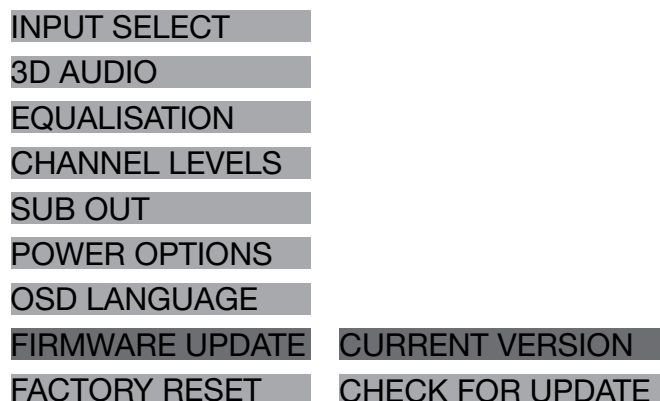 INPUT SELECT
3D AUDIO
EQUALISATION
CHANNEL LEVELS
SUB OUT
POWER OPTIONS
OSD LANGUAGE
FIRMWARE UPDATE
CURRENT VERSION
FACTORY RESET
CHECK FOR UPDATE